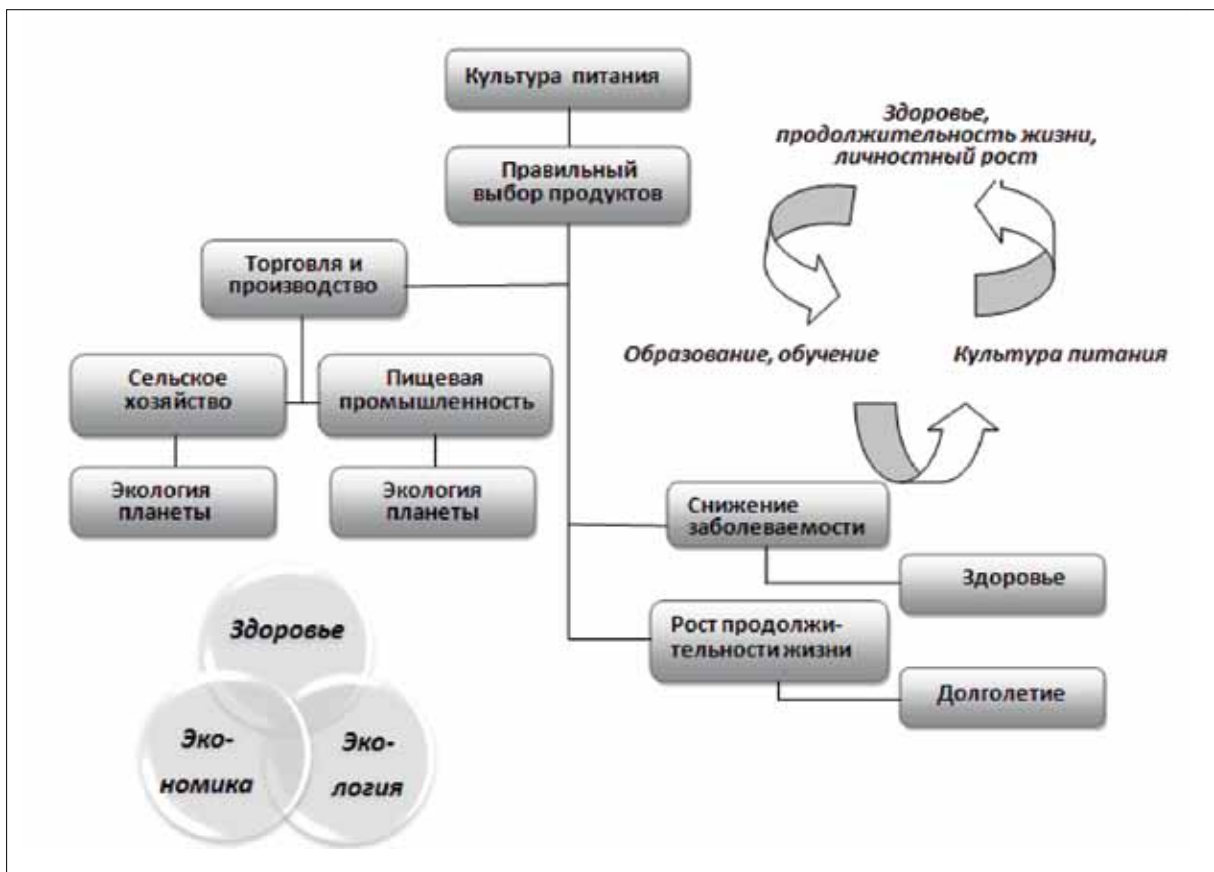 Культура питания
Правильный
выбор продуктов
Здоровье,
продолжительность жизни,
личностный рост
Торговля и
производство
Образование, обучение
Культура питания
Сельское
хозяйство
Пищевая
промышленность
Экология
планеты
Экология
планеты
Снижение
заболеваемости
Здоровье
Рост продолжи-
тельности жизни
Долголетие
Здоровье
Эко-
номика
Эко-
логия